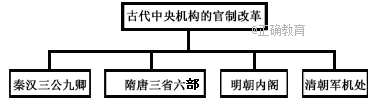 古代中央机构的官制改革
©正确教育
秦汉三公九卿
隋唐三省六部
明朝内阁
清朝军机处